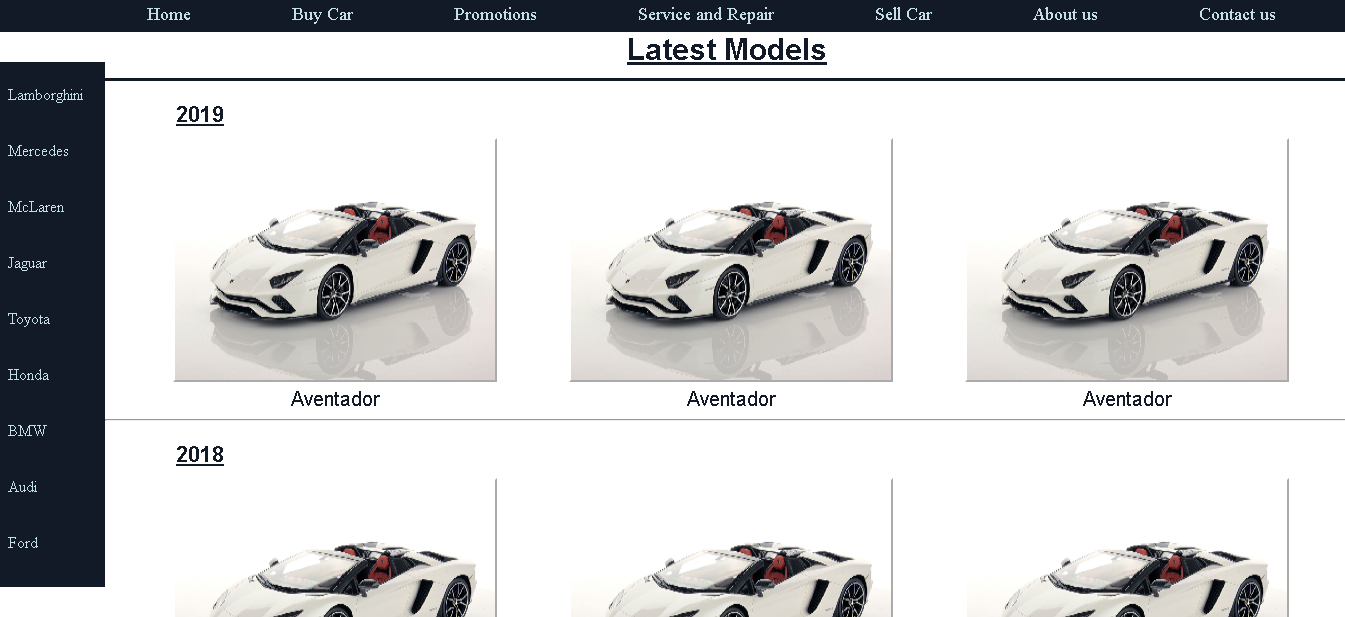 Home Buy Car Promotions Service and Repair Sell Car About us Contact us
Latest Models
Lamborghini
Mercedes
McLaren
Jaguar
Toyota
Honda
BMW
Audi
Ford
2019
Aventador Aventador Aventador
2018